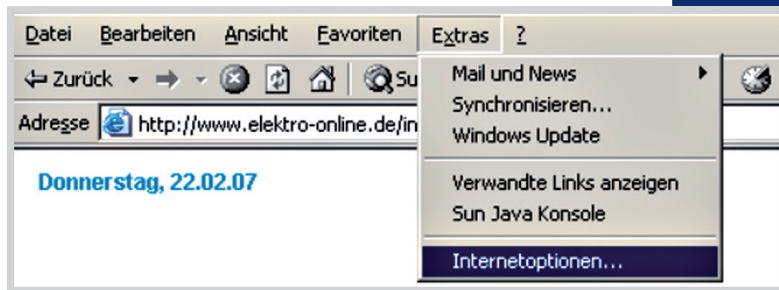 Datei Bearbeiten Ansicht Favoriten Extras ?
Zurück Su
Adresse http://www.elektro-online.de/in
Mail und News
Synchronisieren...
Windows Update
Verwandte Links anzeigen
Sun Java Konsole
Internetoptionen...
Donnerstag, 22.02.07